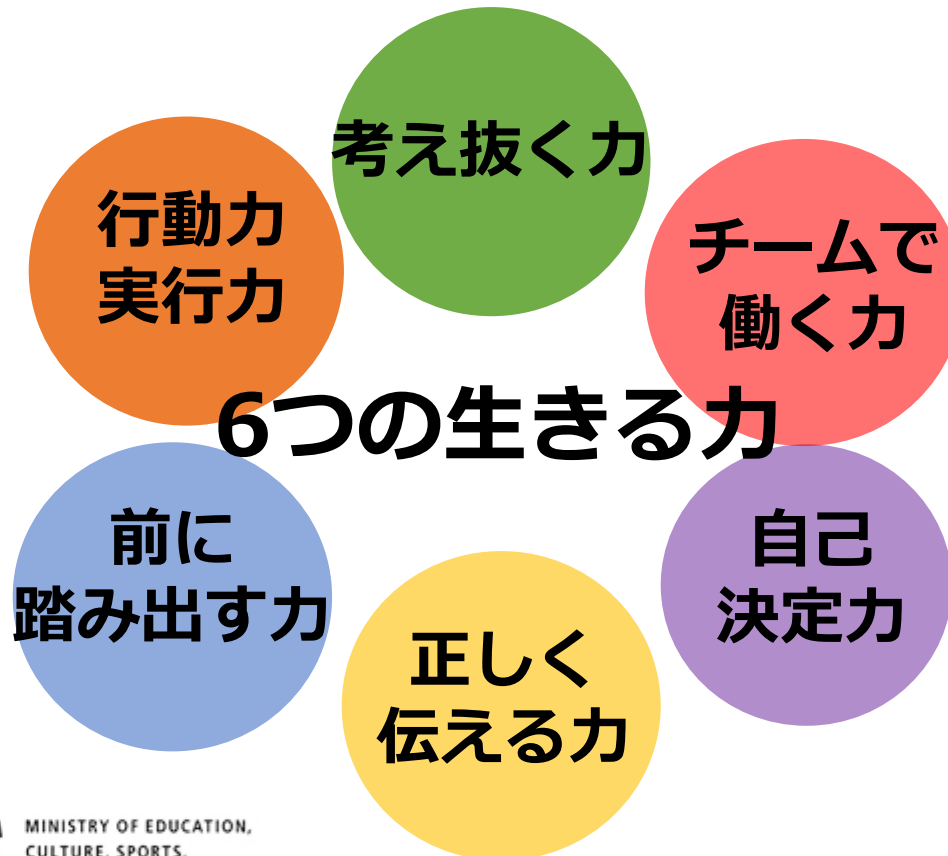 考え抜く力
行動力
実行力
チームで
働く力
6つの生きる力
前に
踏み出す力
自己
決定力
正しく
伝える力
MINISTRY OF EDUCATION,
CULTURE, SPORTS,